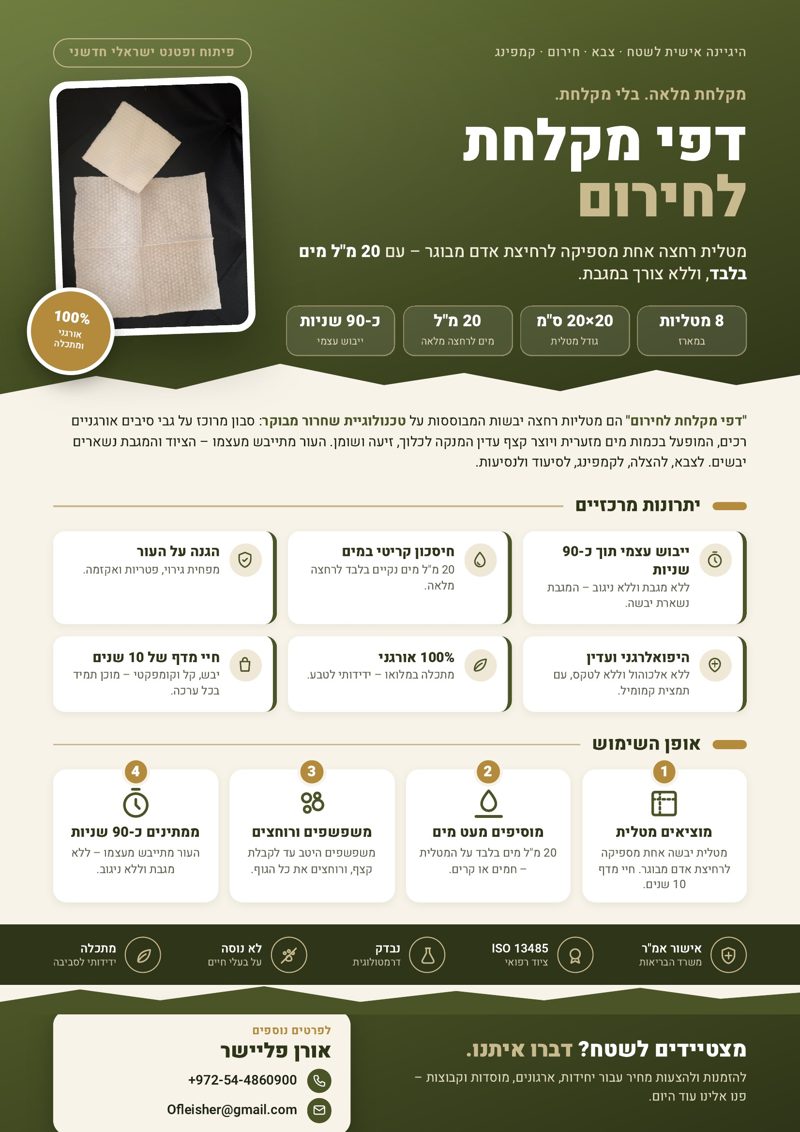 היגיינה אישית לשטח · צבא · חירום · קמפינג
פיתוח ופטנט ישראלי חדשני
מקלחת מלאה. בלי מקלחת.
דפי מקלחת
לחירום
מטלית רחצה אחת מספיקה לרחיצת אדם מבוגר – עם 20 מ"ל מים
בלבד, וללא צורך במגבת.
8 מטליות
במארז
20×20 ס"מ
גודל מטלית
20 מ"ל
מים לרחצה מלאה
כ-90 שניות
ייבוש עצמי
100%
אורגני
ומתכלה
"דפי מקלחת לחירום" הם מטליות רחצה יבשות המבוססות על טכנולוגיית שחרור מבוקר: סבון מרוכז על גבי סיבים אורגניים
רכים, המופעל בכמות מים מזערית ויוצר קצף עדין המנקה לכלוך, זיעה ושומן. העור מתייבש מעצמו – הציוד והמגבת נשארים
יבשים. לצבא, להצלה, לקמפינג, לסיעוד ולנסיעות.
יתרונות מרכזיים
ייבוש עצמי תוך כ-90
שניות
ללא מגבת וללא ניגוב – המגבת
נשארת יבשה.
חיסכון קריטי במים
20 מ"ל מים נקיים בלבד לרחצה
מלאה.
הגנה על העור
מפחית גירוי, פטריות ואקזמה.
היפואלרגני ועדין
ללא אלכוהול וללא לטקס, עם
תמצית קמומיל.
100% אורגני
מתכלה במלואו – ידידותי לטבע.
חיי מדף של 10 שנים
יבש, קל וקומפקטי – מוכן תמיד
בכל ערכה.
אופן השימוש
1
מוציאים מטלית
מטלית יבשה אחת מספיקה
לרחיצת אדם מבוגר. חיי מדף
10 שנים.
2
מוסיפים מעט מים
20 מ"ל מים בלבד על המטלית
– חמים או קרים.
3
משפשפים ורוחצים
משפשפים היטב עד לקבלת
קצף, ורוחצים את כל הגוף.
4
ממתינים כ-90 שניות
העור מתייבש מעצמו – ללא
מגבת וללא ניגוב.
אישור אמ"ר
משרד הבריאות
ISO 13485
ציוד רפואי
נבדק
דרמטולוגית
לא נוסה
על בעלי חיים
מתכלה
ידידותי לסביבה
מצטיידים לשטח? דברו איתנו.
להזמנות ולהצעות מחיר עבור יחידות, ארגונים, מוסדות וקבוצות –
פנו אלינו עוד היום.
לפרטים נוספים
אורן פליישר
+972-54-4860900
Ofleisher@gmail.com